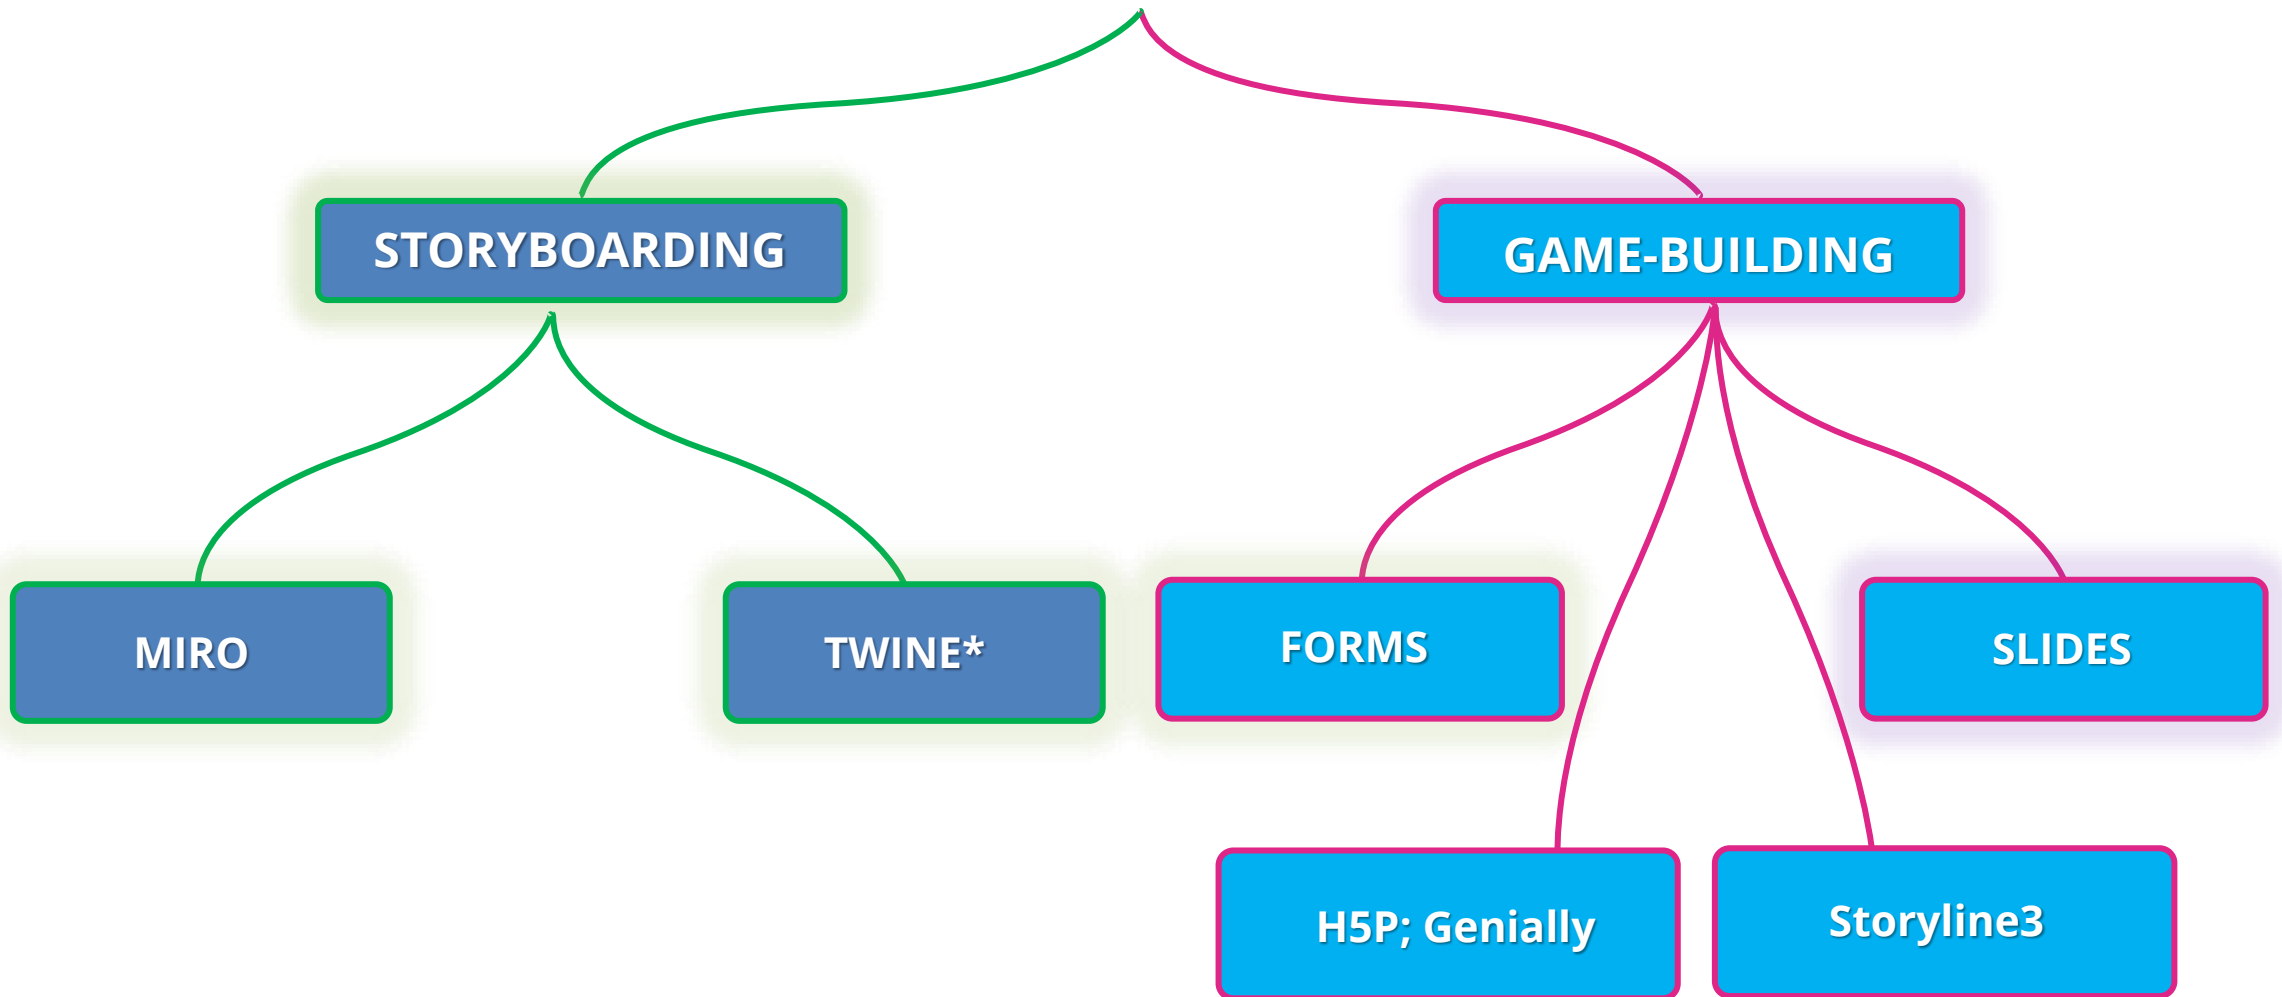 STORYBOARDING
GAME-BUILDING
MIRO
TWINE*
FORMS
SLIDES
H5P; Genially
Storyline3